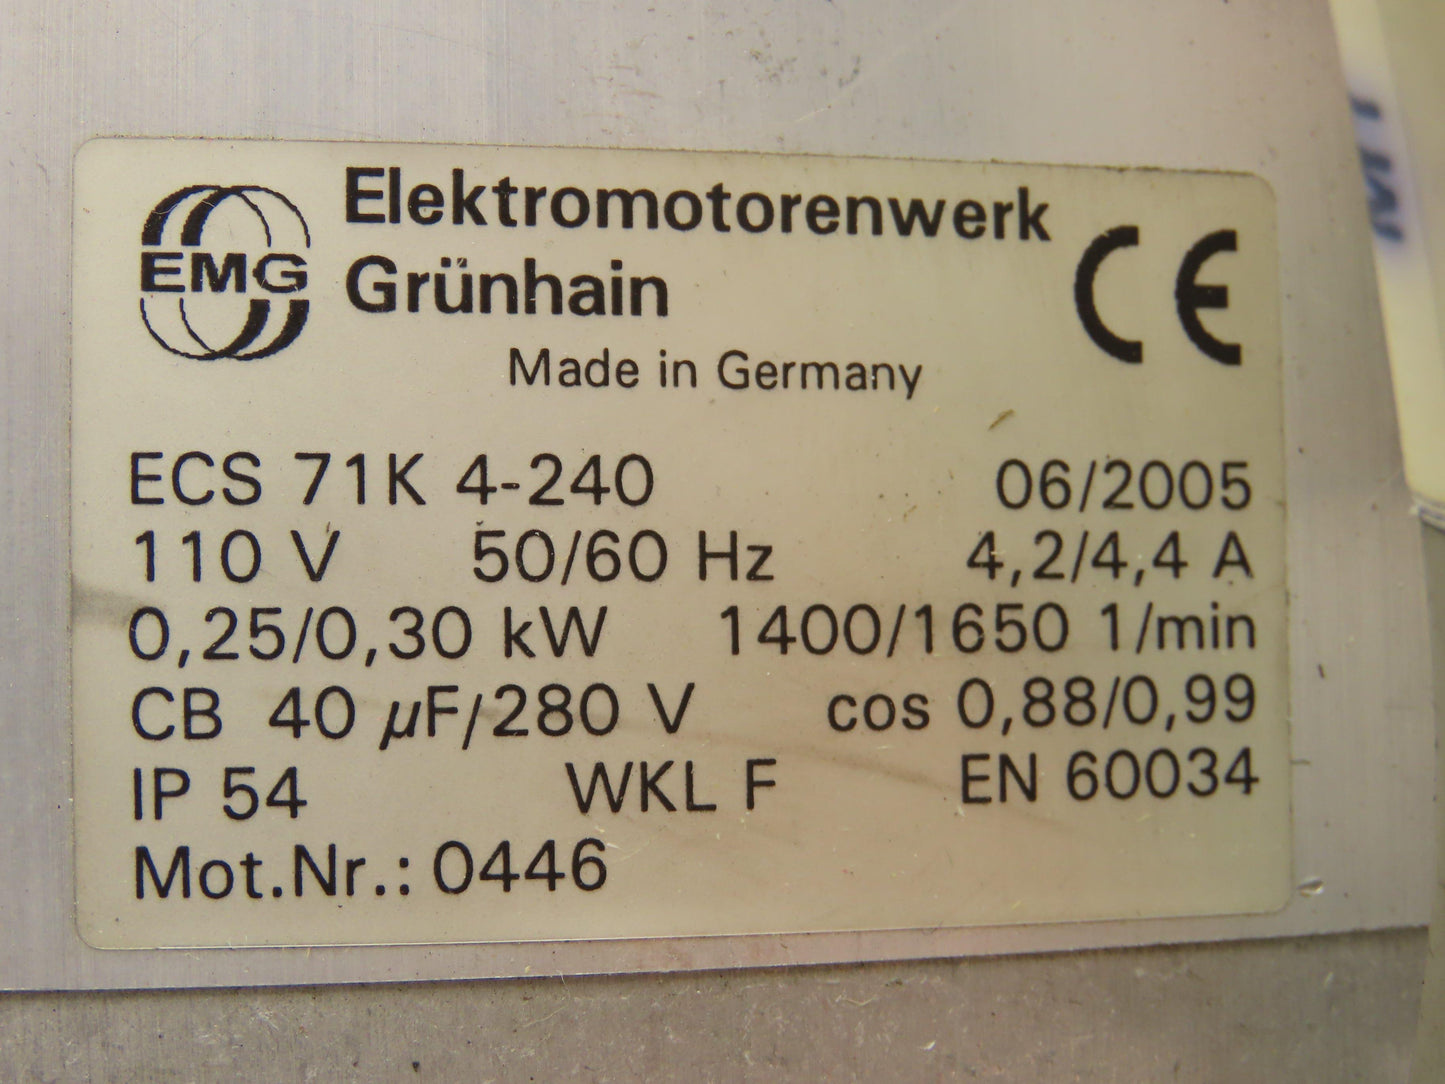 EMG
Elektromotorenwerk
Grünhain
CE
Made in Germany
ECS 71K 4-240 06/2005
110 V 50/60 Hz 4,2/4,4 A
0,25/0,30 kW 1400/1650 1/min
CB 40 µF/280 V cos 0,88/0,99
IP 54 WKL F EN 60034
Mot.Nr.: 0446